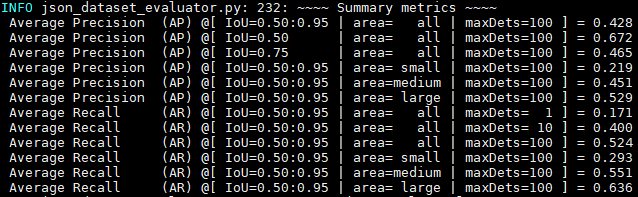 INFO json_dataset_evaluator.py: 232: ~~~~ Summary metrics ~~~~
Average Precision  (AP) @[ IoU=0.50:0.95 | area=   all | maxDets=100 ] = 0.428
Average Precision  (AP) @[ IoU=0.50      | area=   all | maxDets=100 ] = 0.672
Average Precision  (AP) @[ IoU=0.75      | area=   all | maxDets=100 ] = 0.465
Average Precision  (AP) @[ IoU=0.50:0.95 | area= small | maxDets=100 ] = 0.219
Average Precision  (AP) @[ IoU=0.50:0.95 | area=medium | maxDets=100 ] = 0.451
Average Precision  (AP) @[ IoU=0.50:0.95 | area= large | maxDets=100 ] = 0.529
Average Recall     (AR) @[ IoU=0.50:0.95 | area=   all | maxDets=  1 ] = 0.171
Average Recall     (AR) @[ IoU=0.50:0.95 | area=   all | maxDets= 10 ] = 0.400
Average Recall     (AR) @[ IoU=0.50:0.95 | area=   all | maxDets=100 ] = 0.524
Average Recall     (AR) @[ IoU=0.50:0.95 | area= small | maxDets=100 ] = 0.293
Average Recall     (AR) @[ IoU=0.50:0.95 | area=medium | maxDets=100 ] = 0.551
Average Recall     (AR) @[ IoU=0.50:0.95 | area= large | maxDets=100 ] = 0.636